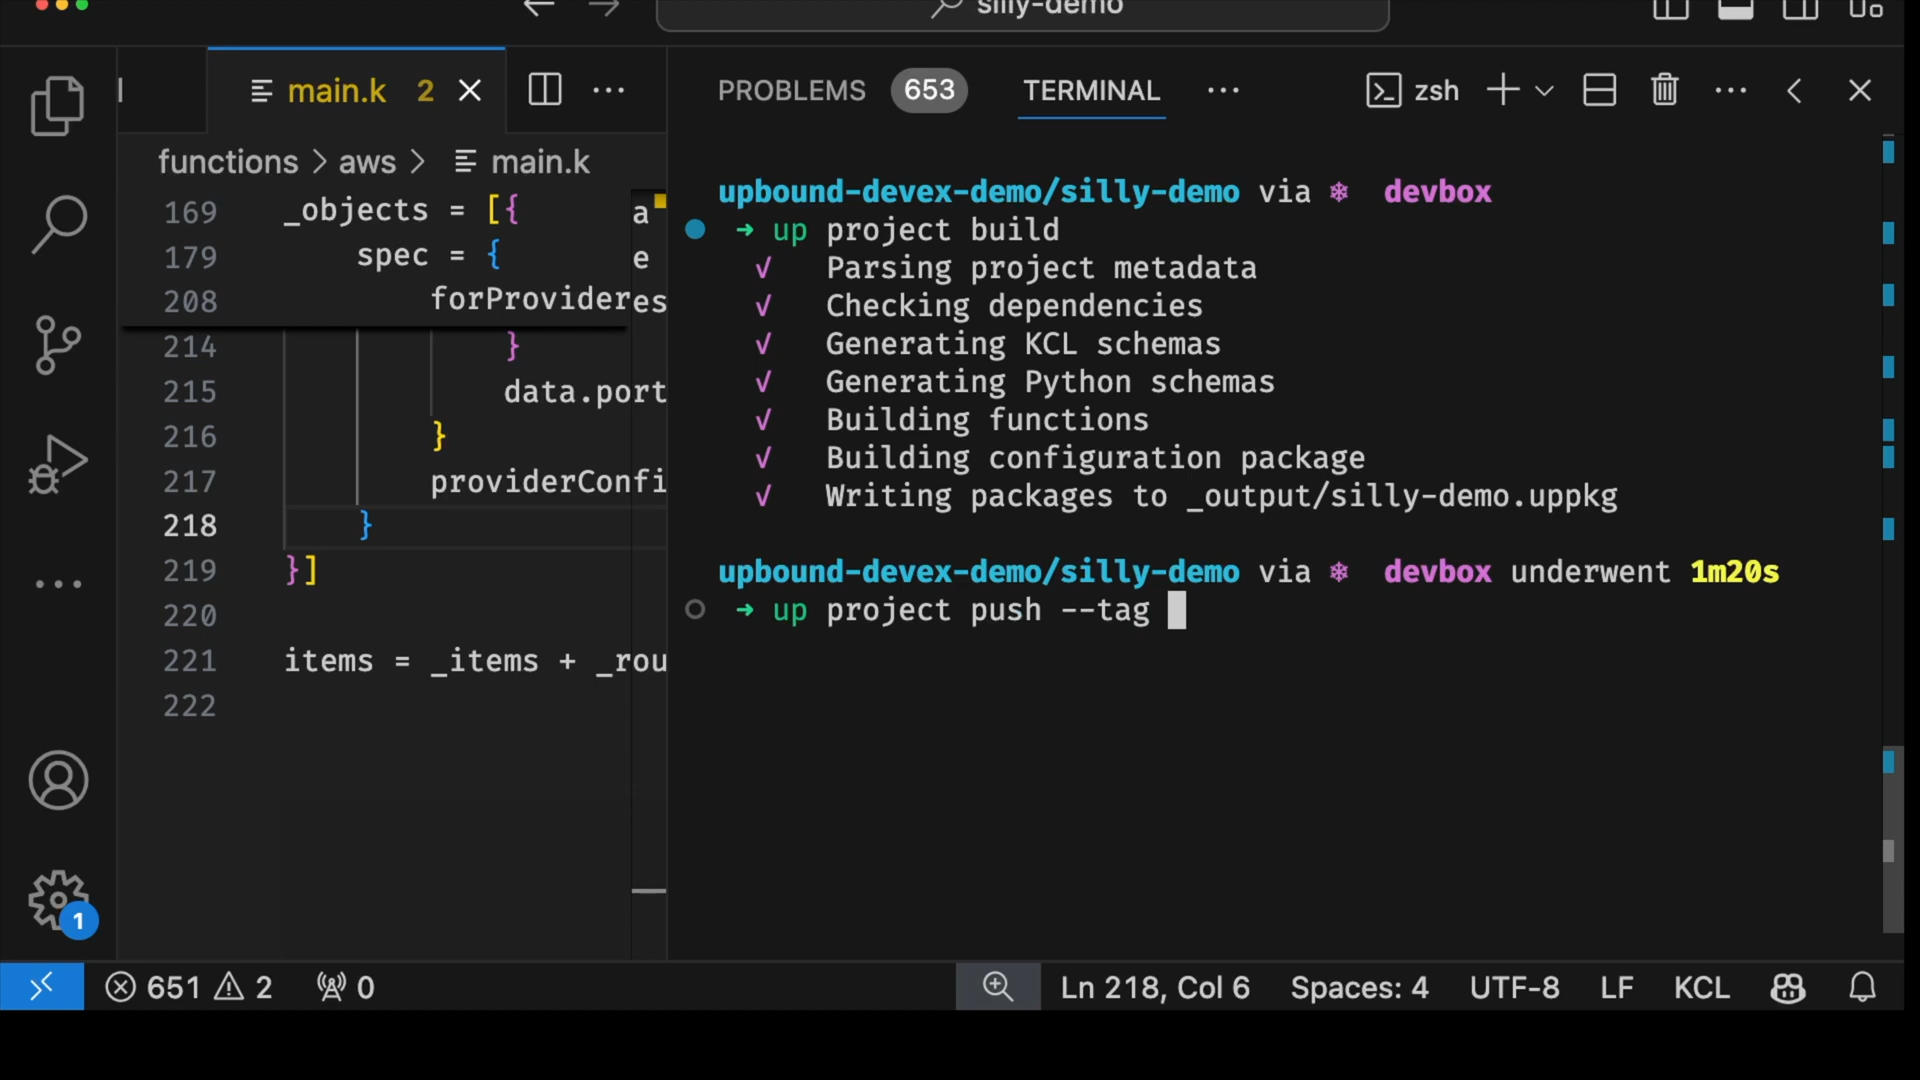 silly-demo
main.k 2
PROBLEMS 653 TERMINAL
zsh
functions > aws > main.k
169 _objects = [{
179 spec = {
208 forProvider
214 }
215 data.port
216 }
217 providerConfi
218 }
219 }]
220
221 items = _items + _rou
222
a
e
es
upbound-devex-demo/silly-demo via ❄ devbox
➜ up project build
√ Parsing project metadata
√ Checking dependencies
√ Generating KCL schemas
√ Generating Python schemas
√ Building functions
√ Building configuration package
√ Writing packages to _output/silly-demo.uppkg
upbound-devex-demo/silly-demo via ❄ devbox underwent 1m20s
➜ up project push --tag
1
651 2 0
Ln 218, Col 6 Spaces: 4 UTF-8 LF KCL